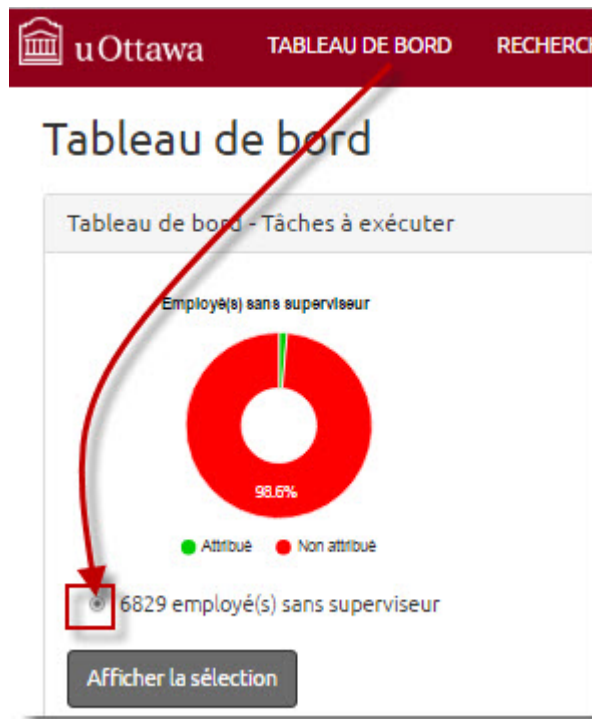 uOttawa TABLEAU DE BORD RECHERCH
Tableau de bord
Tableau de bord - Tâches à exécuter
Employé(s) sans superviseur
98.6%
Attribué Non attribué
6829 employé(s) sans superviseur
Afficher la sélection